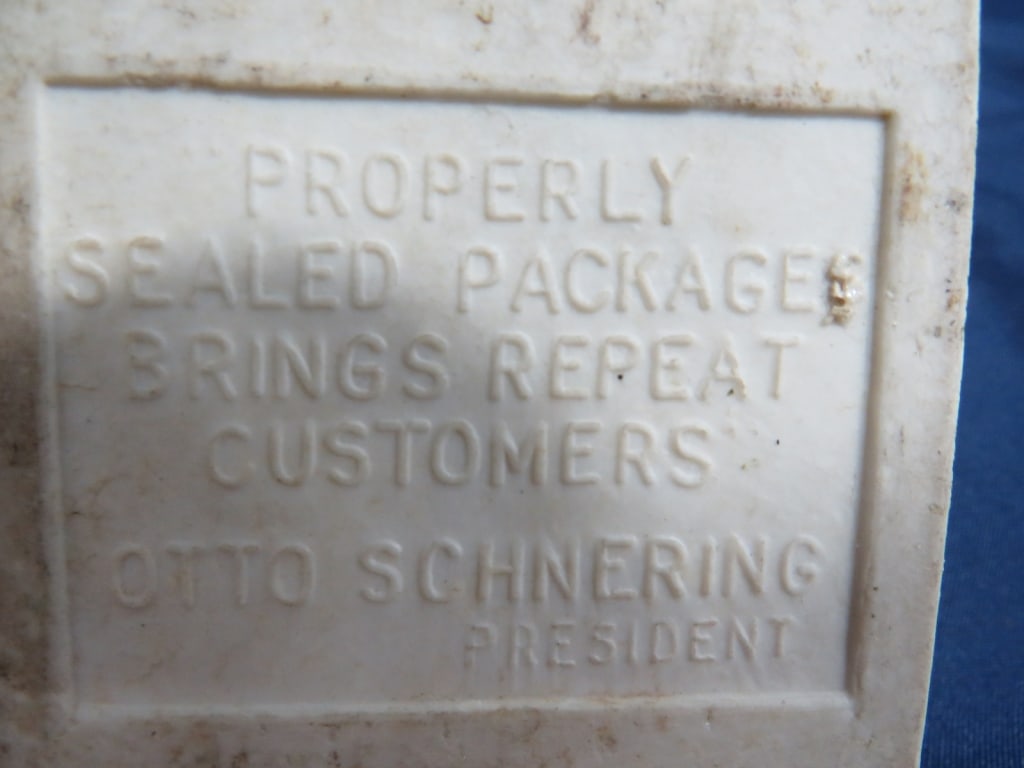 PROPERLY
SEALED PACKAGES
BRINGS REPEAT
CUSTOMERS
OTTO SCHNERING
PRESIDENT